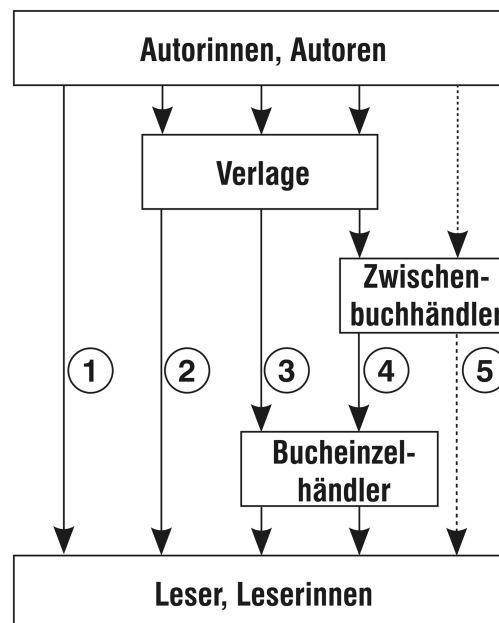 Autorinnen, Autoren
Verlage
Zwischen-
buchhändler
1 2 3 4 5
Bucheinzel-
händler
Leser, Leserinnen